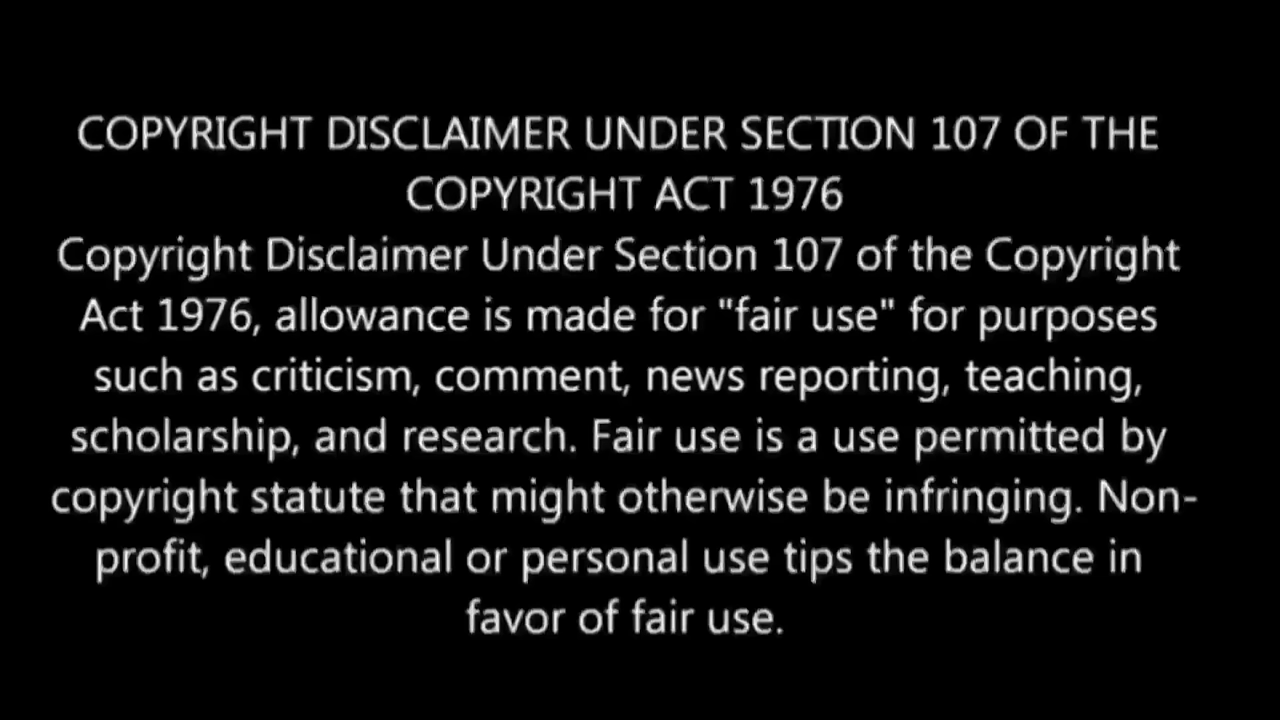 COPYRIGHT DISCLAIMER UNDER SECTION 107 OF THE
COPYRIGHT ACT 1976
Copyright Disclaimer Under Section 107 of the Copyright
Act 1976, allowance is made for "fair use" for purposes
such as criticism, comment, news reporting, teaching,
scholarship, and research. Fair use is a use permitted by
copyright statute that might otherwise be infringing. Non-
profit, educational or personal use tips the balance in
favor of fair use.